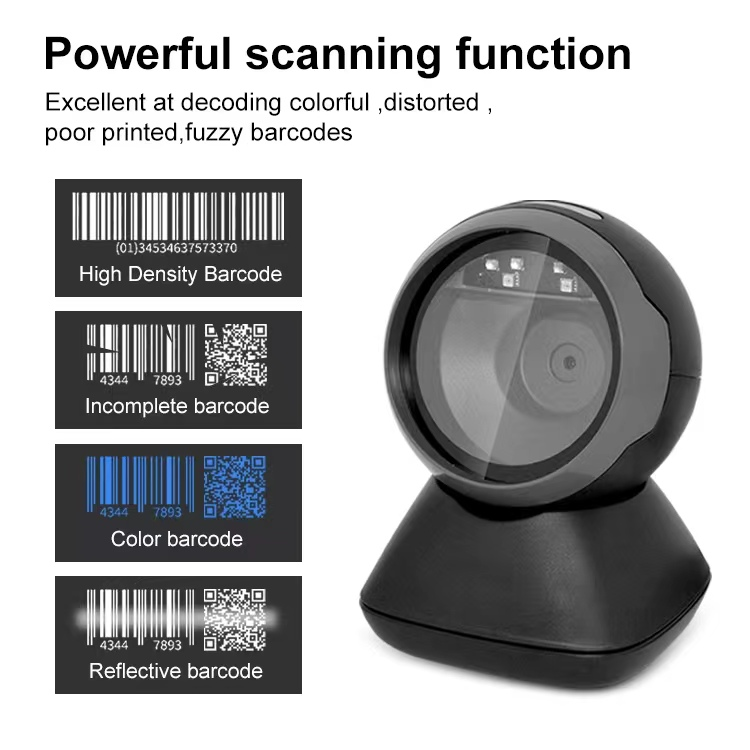 Powerful scanning function
Excellent at decoding colorful ,distorted ,
poor printed,fuzzy barcodes
(01)34534637573370
High Density Barcode
4344 7893
Incomplete barcode
4344 7893
Color barcode
4344 7893
Reflective barcode